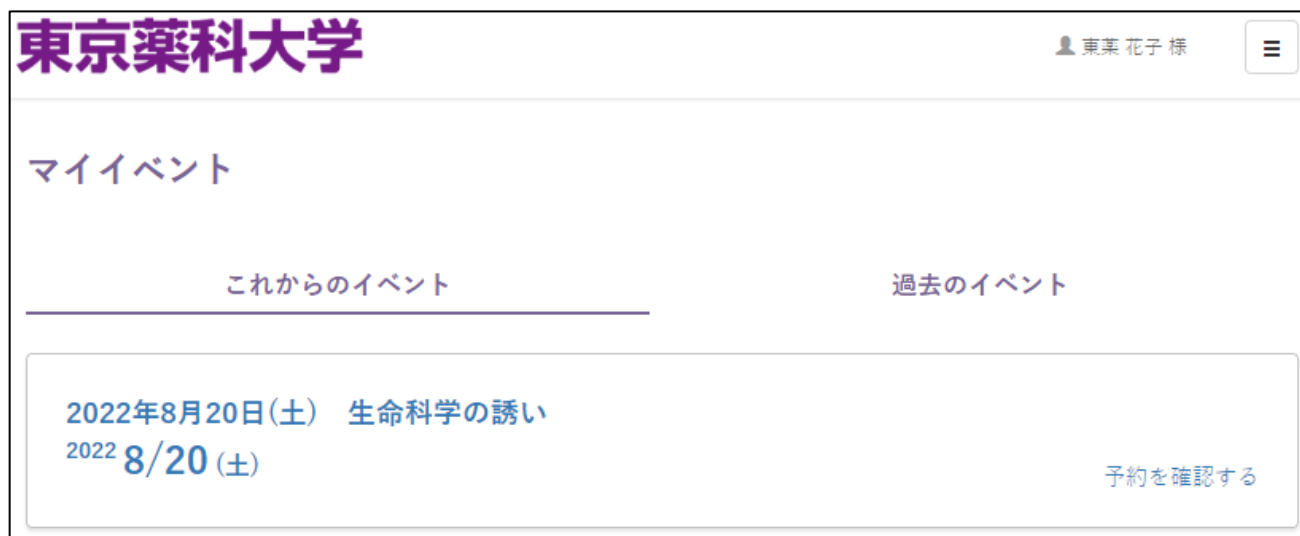 東京薬科大学
東薬 花子 様
マイイベント
これからのイベント
過去のイベント
2022年8月20日(土)　生命科学の誘い
2022 8/20 (土)
予約を確認する